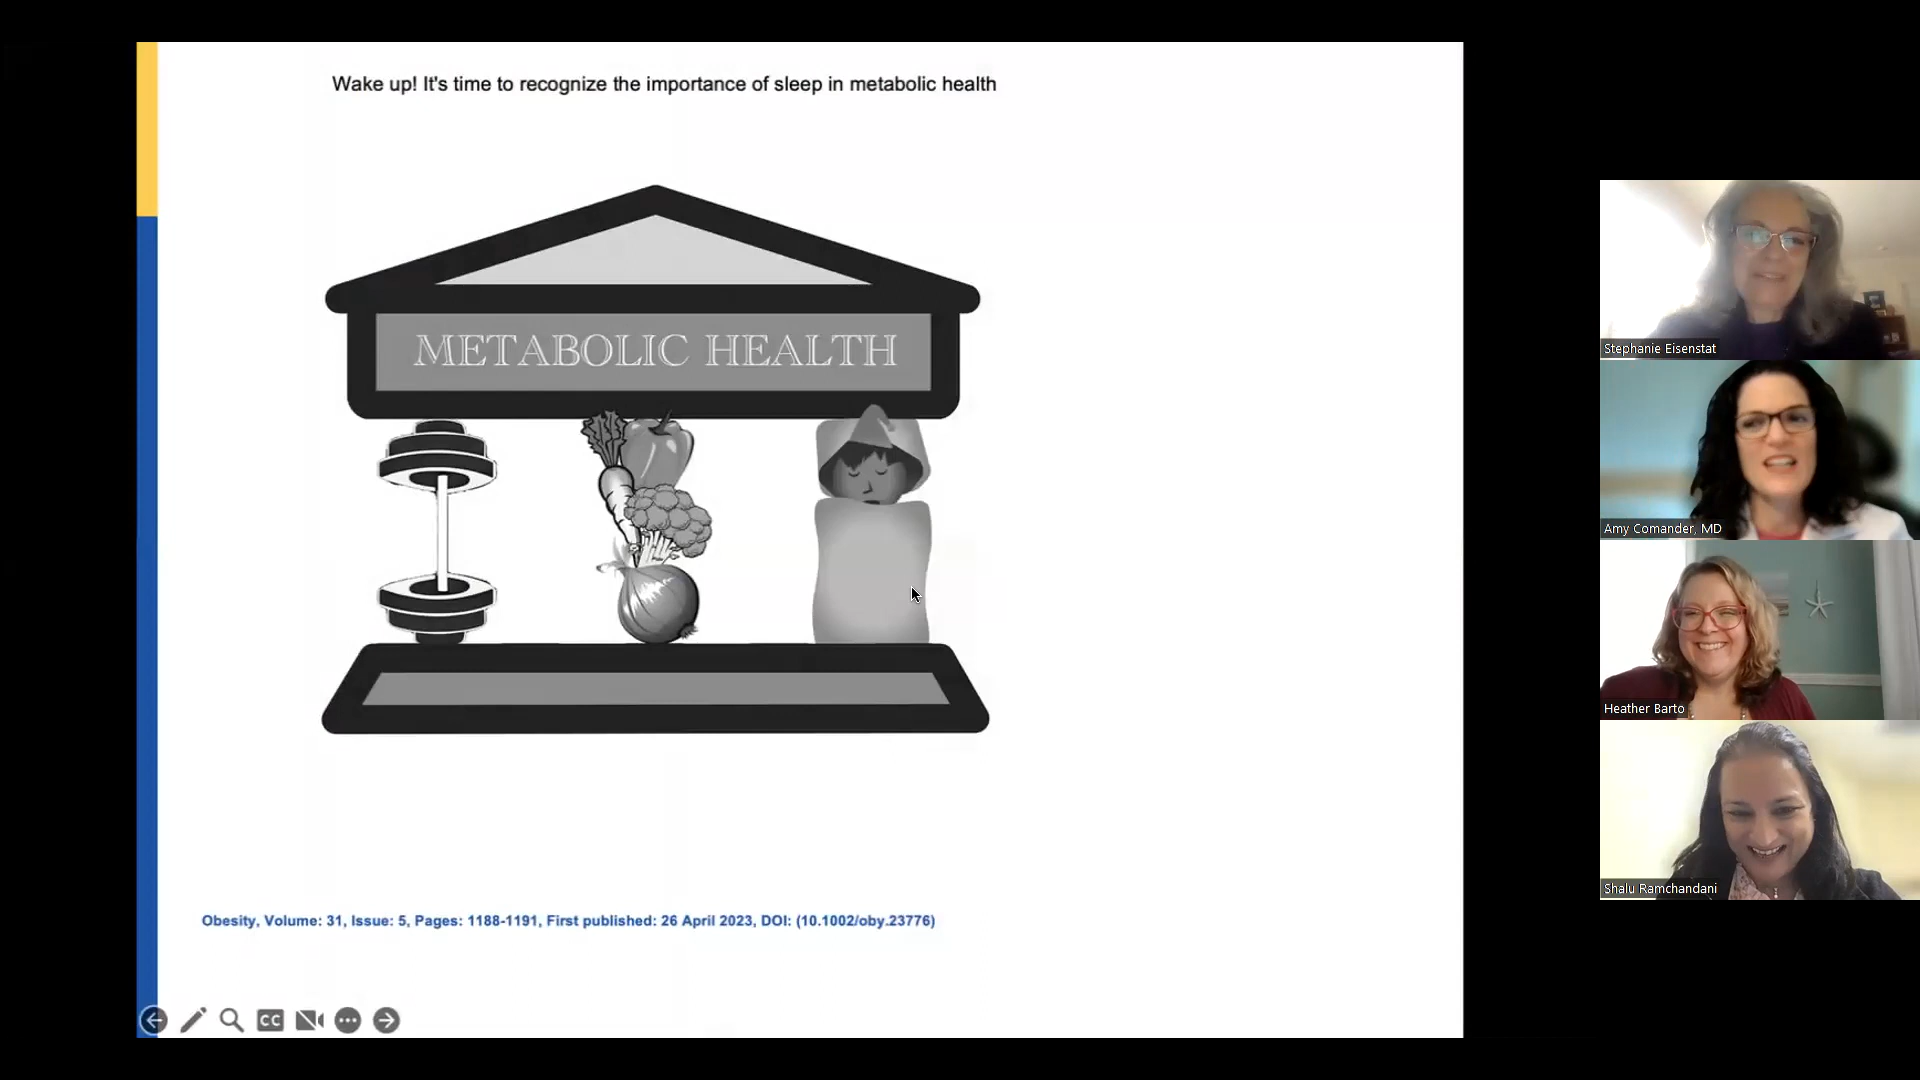 Wake up! It's time to recognize the importance of sleep in metabolic health
METABOLIC HEALTH
Obesity, Volume: 31, Issue: 5, Pages: 1188-1191, First published: 26 April 2023, DOI: (10.1002/oby.23776)
CC
Stephanie Eisenstat
Amy Comander, MD
Heather Barto
Shalu Ramchandani